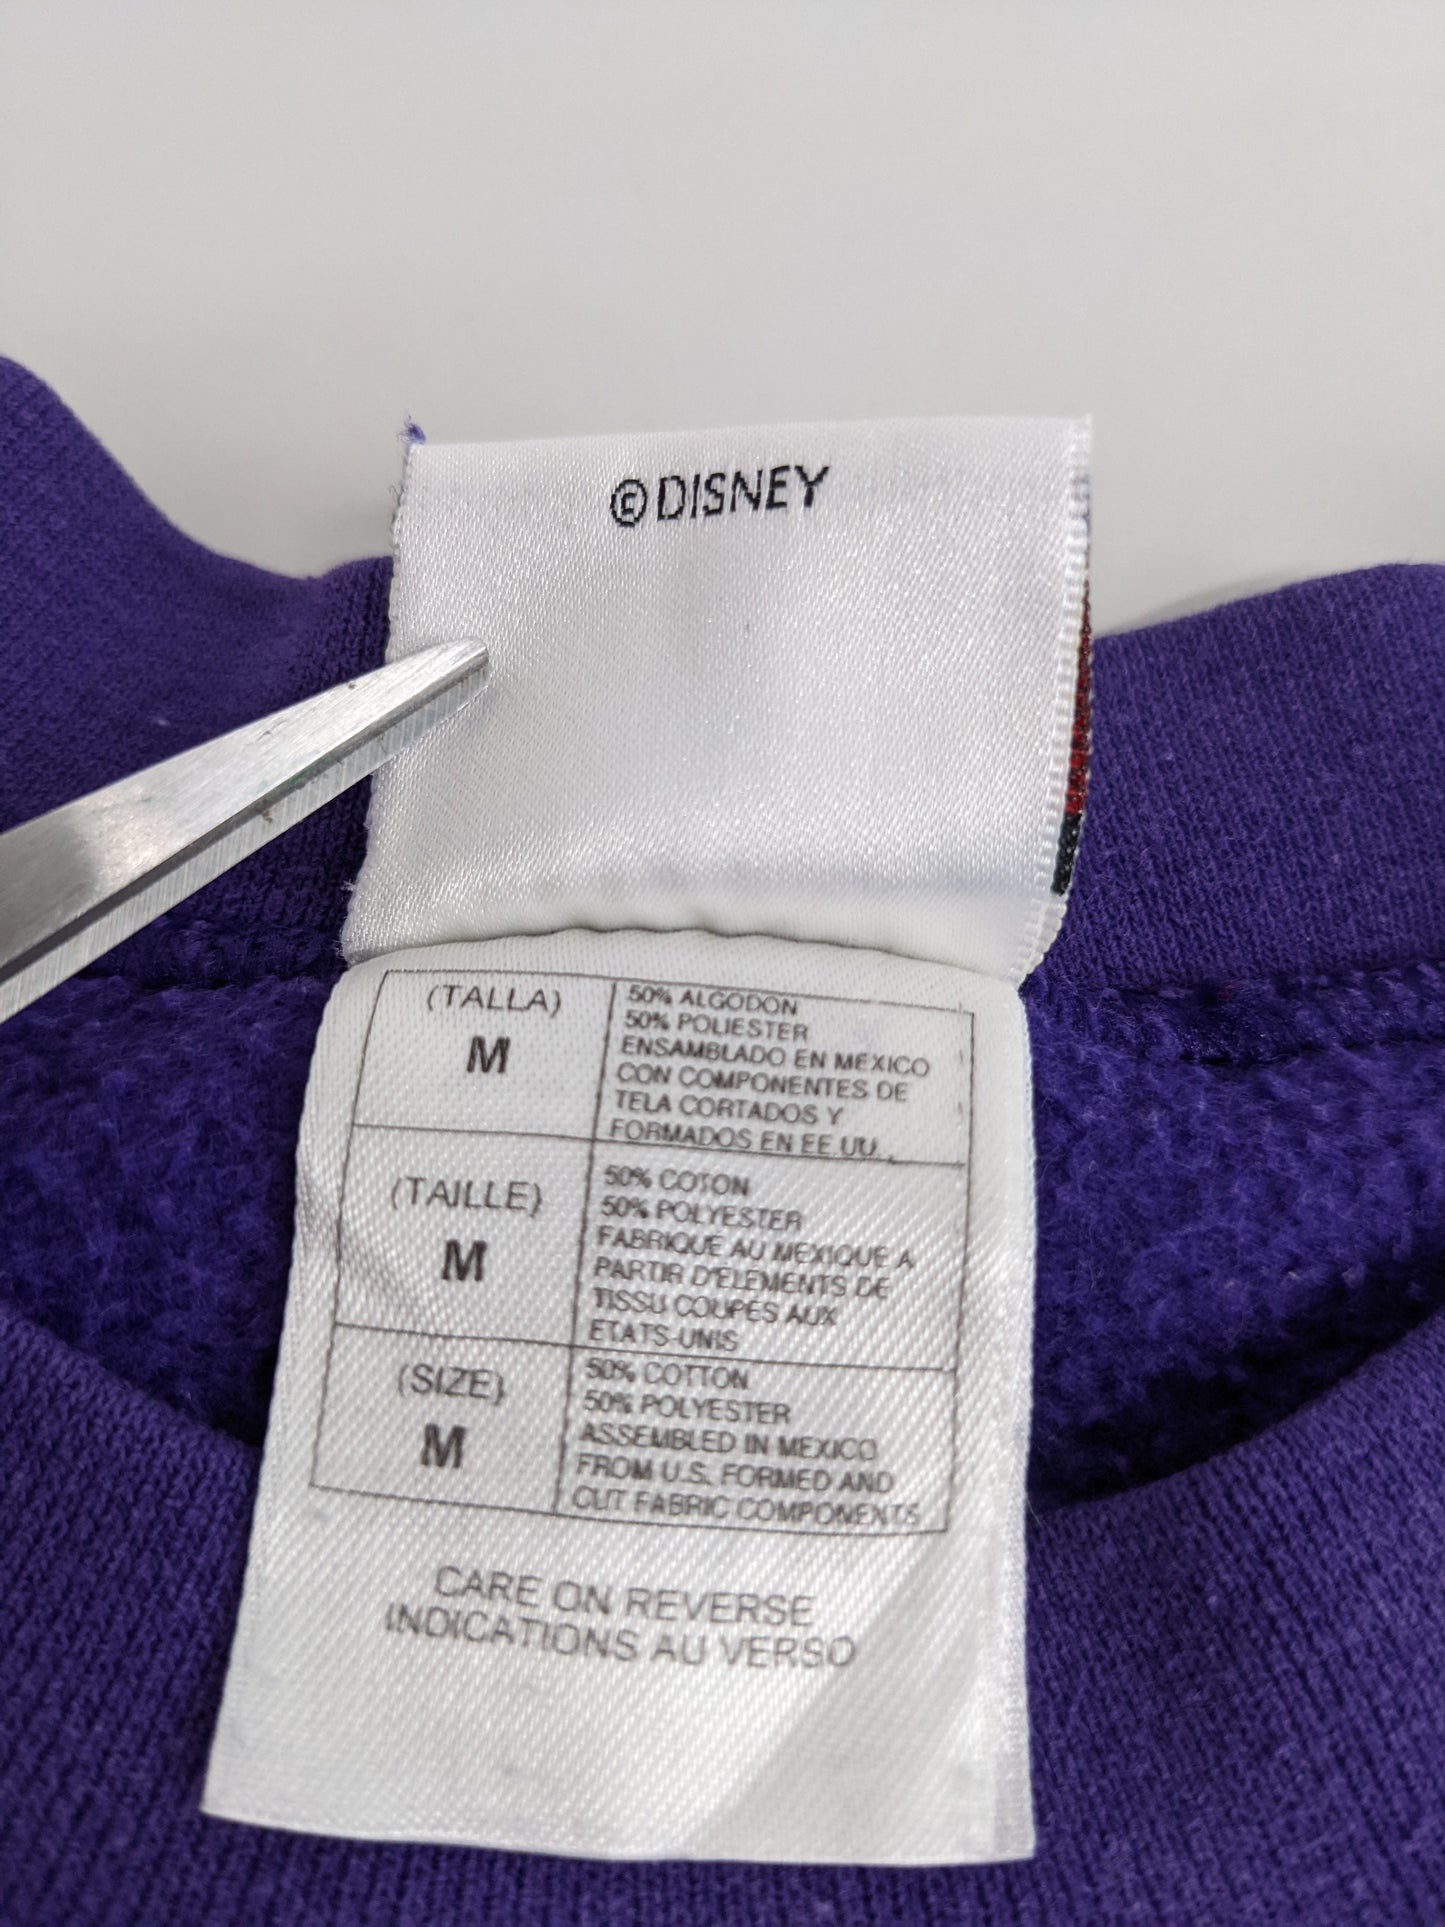 ©DISNEY
(TALLA)
M
50% ALGODON
50% POLIESTER
ENSAMBLADO EN MEXICO
CON COMPONENTES DE
TELA CORTADOS Y
FORMADOS EN EE.UU.
(TAILLE)
M
50% COTON
50% POLYESTER
FABRIQUE AU MEXIQUE A
PARTIR D'ELEMENTS DE
TISSU COUPES AUX
ETATS-UNIS
(SIZE)
M
50% COTTON
50% POLYESTER
ASSEMBLED IN MEXICO
FROM U.S. FORMED AND
CUT FABRIC COMPONENTS
CARE ON REVERSE
INDICATIONS AU VERSO